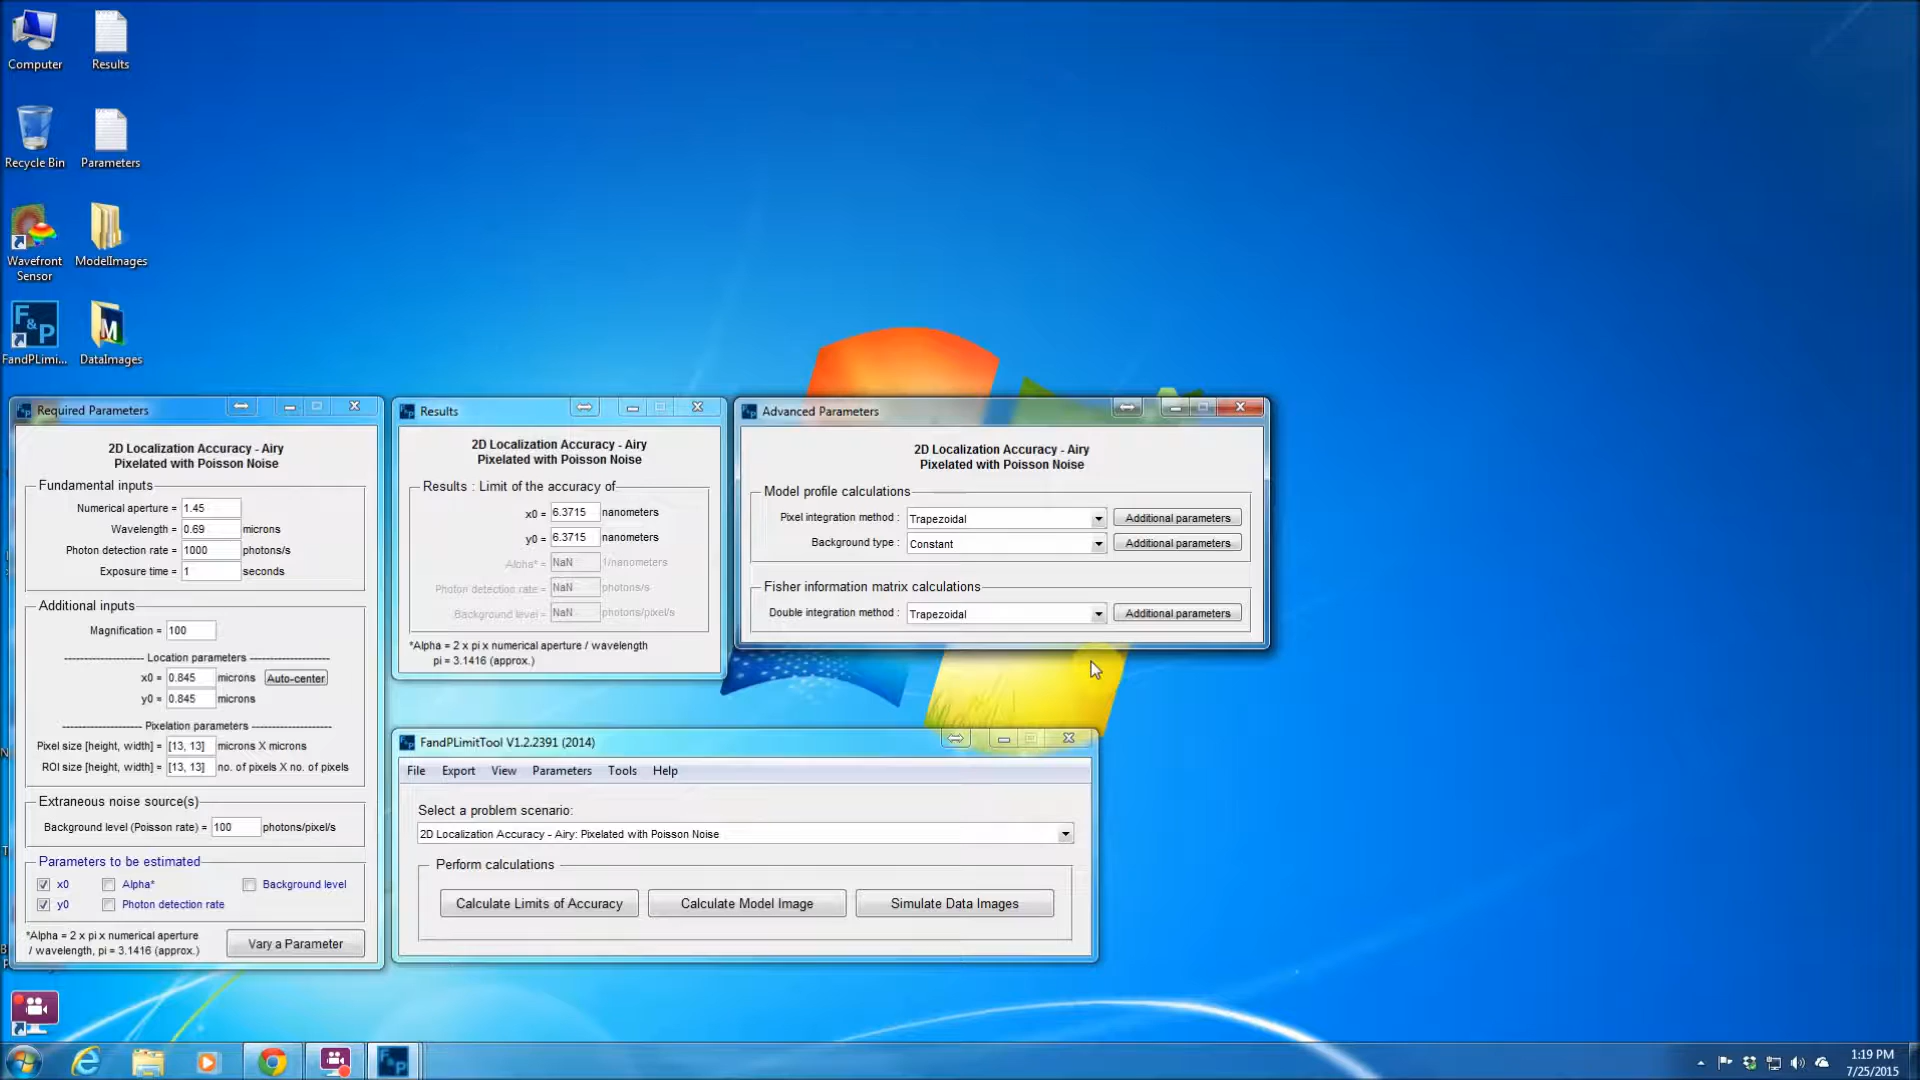 Computer
Results
Recycle Bin
Parameters
Wavefront
Sensor
ModelImages
F&P
FandPLimi...
M
DataImages
Required Parameters
2D Localization Accuracy - Airy
Pixelated with Poisson Noise
Fundamental inputs
Numerical aperture = 1.45
Wavelength = 0.69 microns
Photon detection rate = 1000 photons/s
Exposure time = 1 seconds
Additional inputs
Magnification = 100
Location parameters
x0 = 0.845 microns Auto-center
y0 = 0.845 microns
Pixelation parameters
Pixel size [height, width] = [13, 13] microns X microns
ROI size [height, width] = [13, 13] no. of pixels X no. of pixels
Extraneous noise source(s)
Background level (Poisson rate) = 100 photons/pixel/s
Parameters to be estimated
x0 Alpha* Background level
y0 Photon detection rate
*Alpha = 2 x pi x numerical aperture
/ wavelength, pi = 3.1416 (approx.)
Vary a Parameter
Results
2D Localization Accuracy - Airy
Pixelated with Poisson Noise
Results : Limit of the accuracy of
x0 = 6.3715 nanometers
y0 = 6.3715 nanometers
Alpha* = NaN 1/nanometers
Photon detection rate = NaN photons/s
Background level = NaN photons/pixel/s
*Alpha = 2 x pi x numerical aperture / wavelength
pi = 3.1416 (approx.)
Advanced Parameters
2D Localization Accuracy - Airy
Pixelated with Poisson Noise
Model profile calculations
Pixel integration method : Trapezoidal Additional parameters
Background type : Constant Additional parameters
Fisher information matrix calculations
Double integration method : Trapezoidal Additional parameters
FandPLimitTool V1.2.2391 (2014)
File Export View Parameters Tools Help
Select a problem scenario:
2D Localization Accuracy - Airy: Pixelated with Poisson Noise
Perform calculations
Calculate Limits of Accuracy Calculate Model Image Simulate Data Images
1:19 PM
7/25/2015